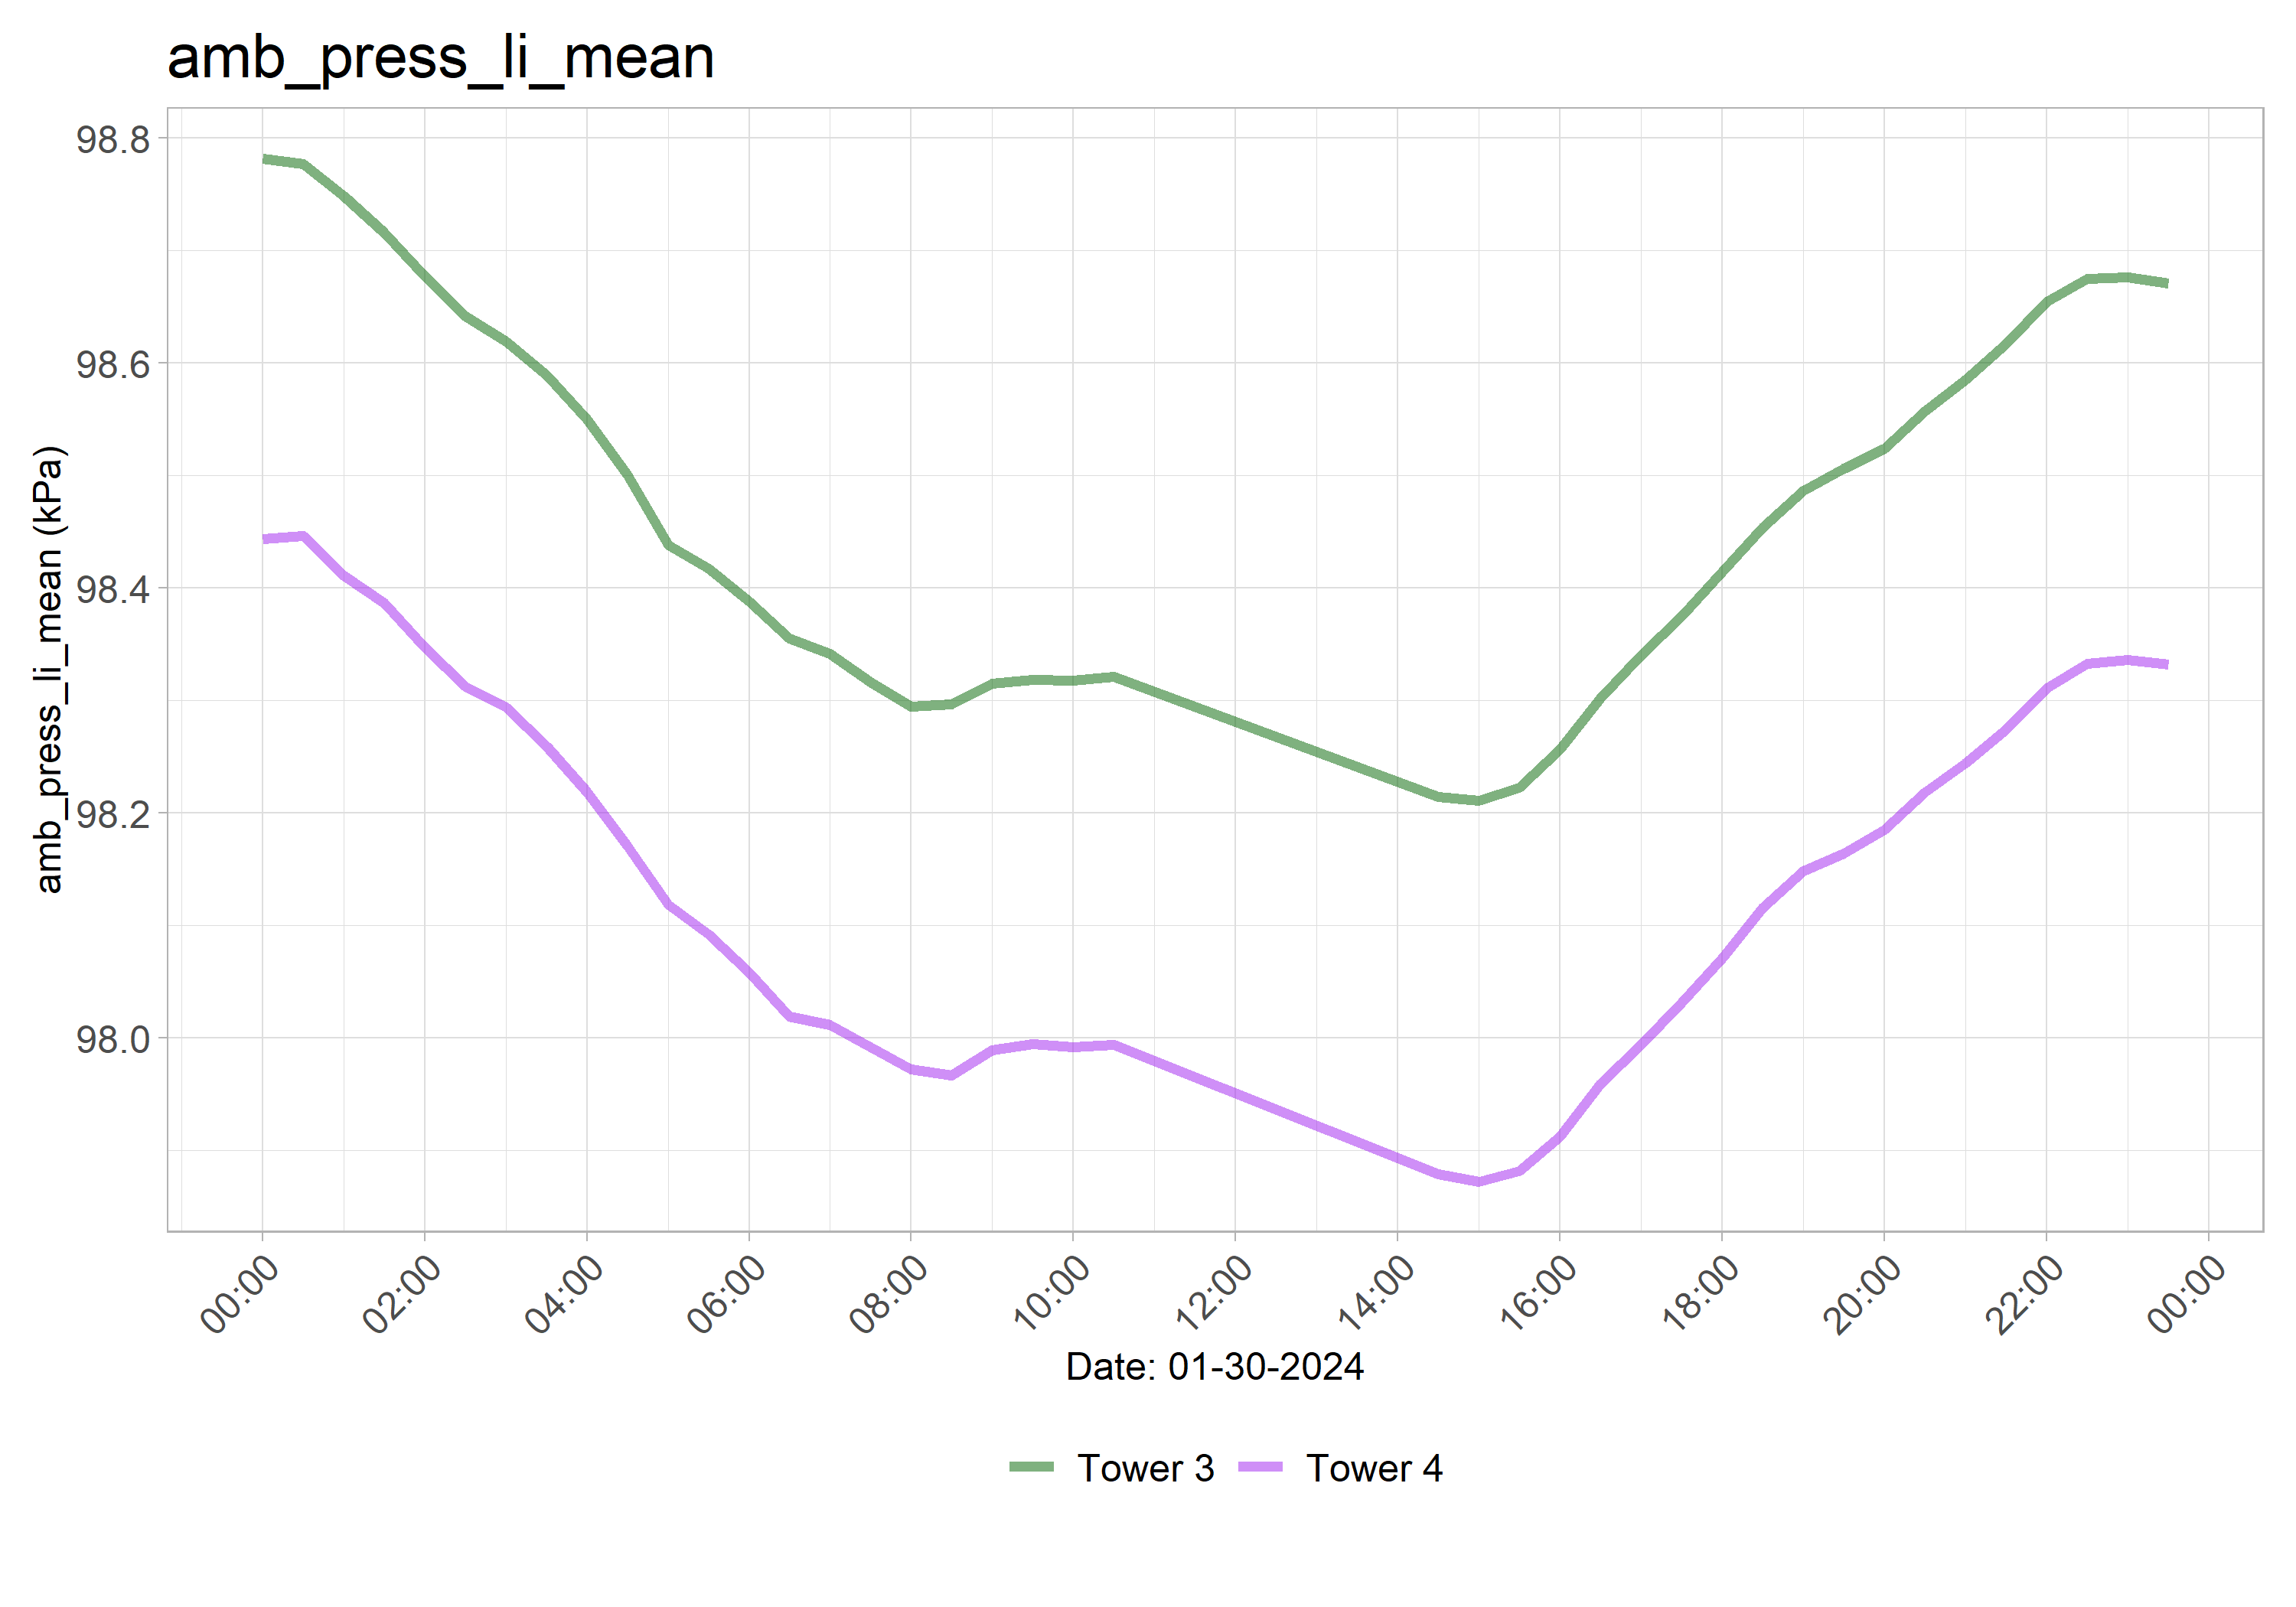 amb_press_li_mean
98.8
98.6
98.4
98.2
98.0
amb_press_li_mean (kPa)
00:00 02:00 04:00 06:00 08:00 10:00 12:00 14:00 16:00 18:00 20:00 22:00 00:00
Date: 01-30-2024
Tower 3 Tower 4